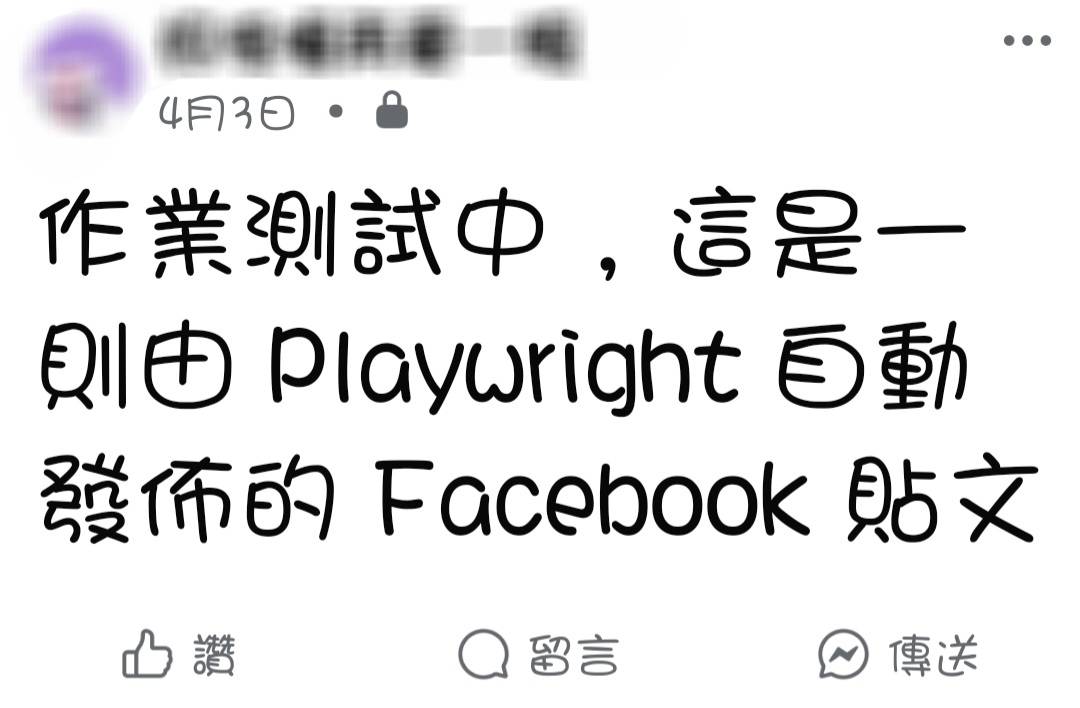 4月3日
作業測試中，這是一
則由 Playwright 自動
發佈的 Facebook 貼文
讚 留言 傳送